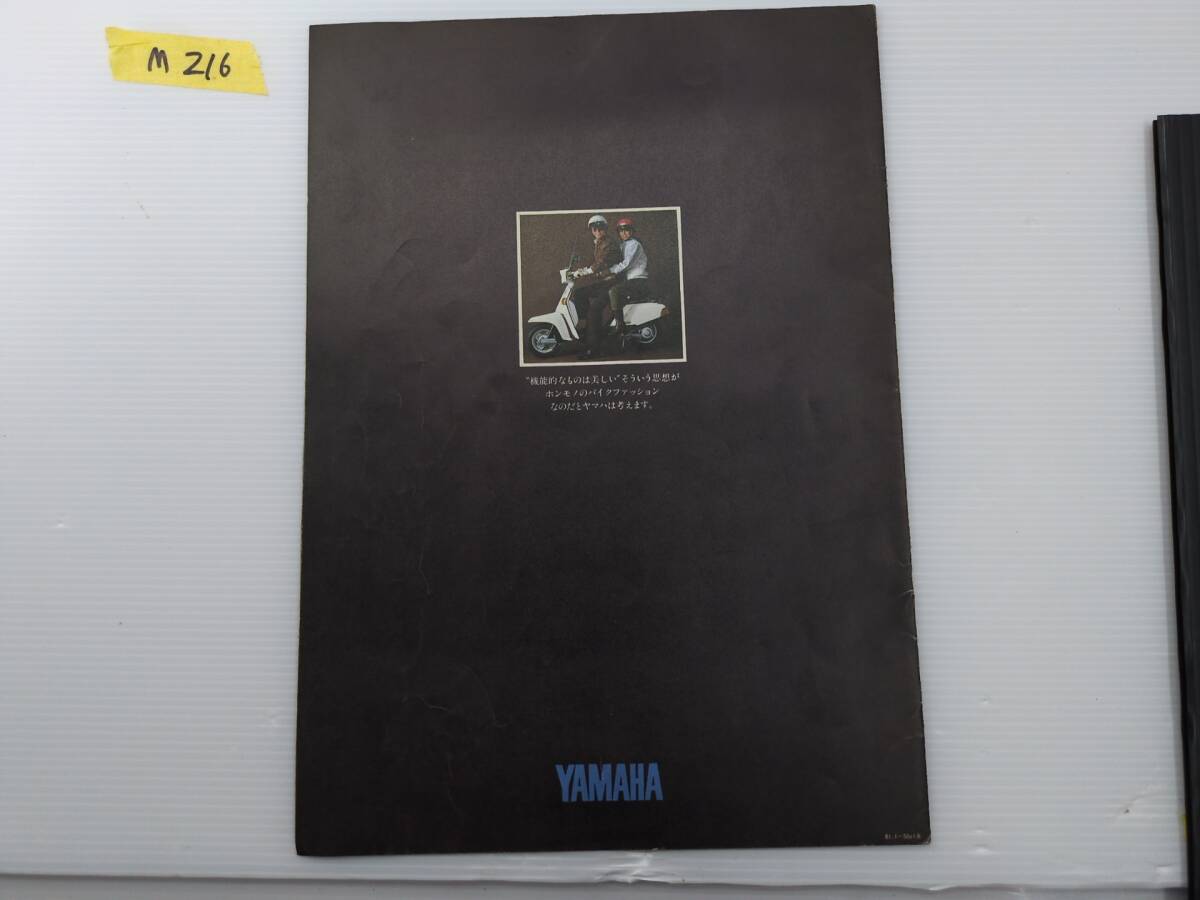 M 216
"機能的なものは美しい"そういう思想が
ホンモノのバイクファッション
なのだとヤマハは考えます。
YAMAHA